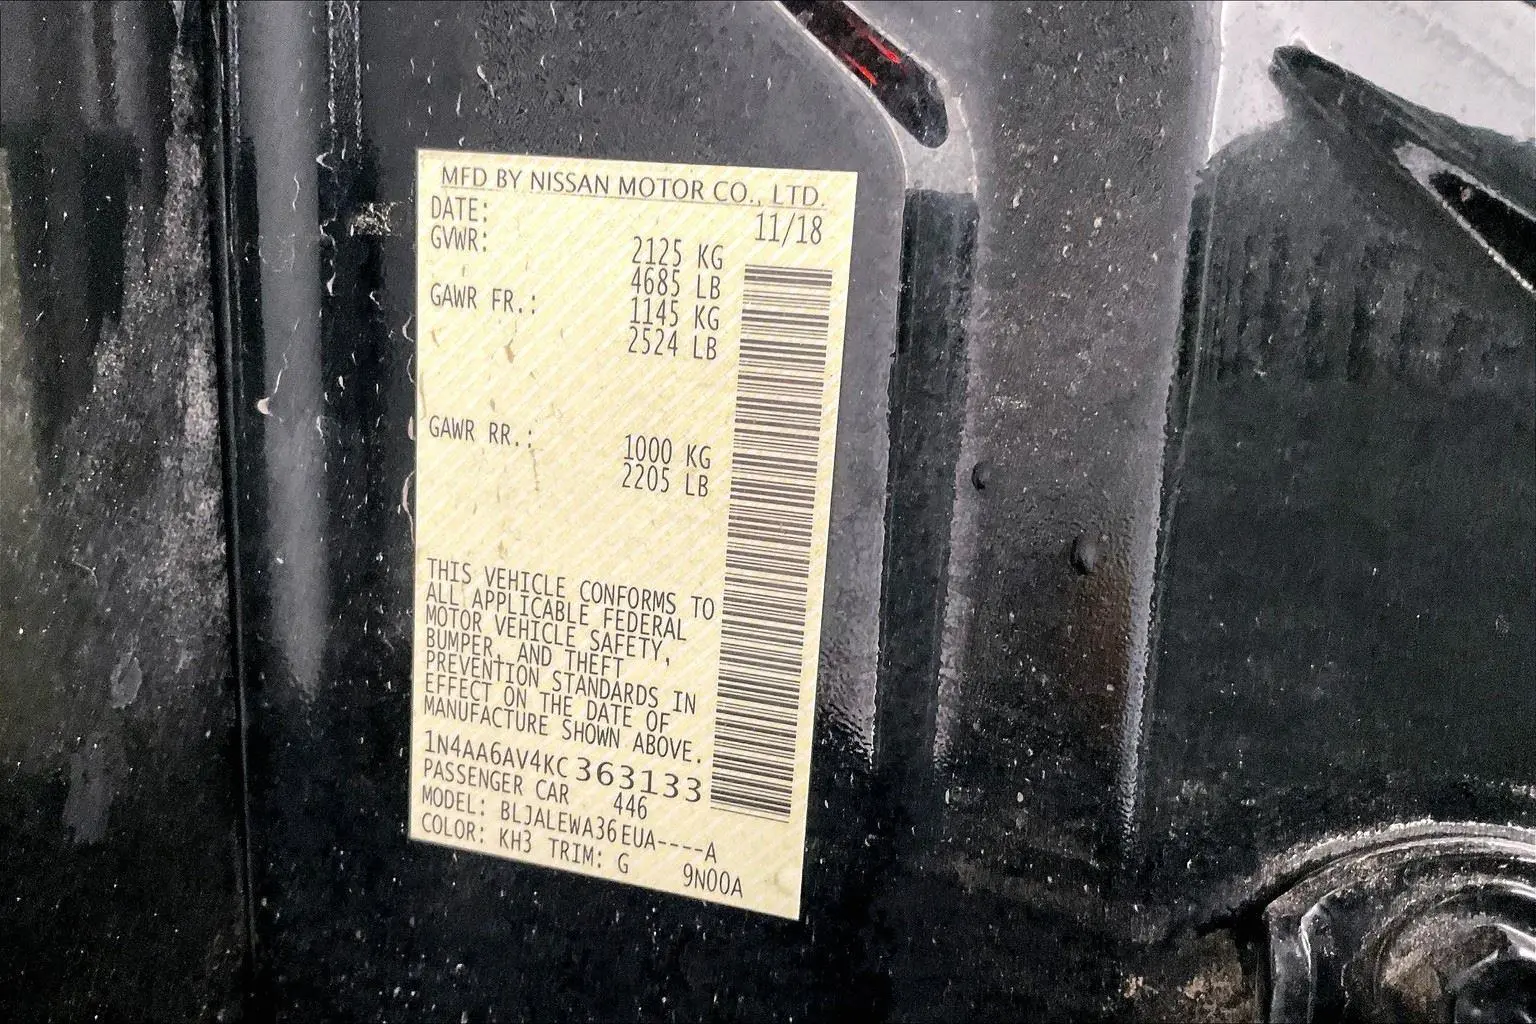 MFD BY NISSAN MOTOR CO., LTD.
DATE: 11/18
GVWR: 2125 KG
4685 LB
GAWR FR.: 1145 KG
2524 LB
GAWR RR.: 1000 KG
2205 LB
THIS VEHICLE CONFORMS TO
ALL APPLICABLE FEDERAL
MOTOR VEHICLE SAFETY,
BUMPER, AND THEFT
PREVENTION STANDARDS IN
EFFECT ON THE DATE OF
MANUFACTURE SHOWN ABOVE.
1N4AA6AV4KC363133
PASSENGER CAR 446
MODEL: BLJALEWA36EUA----A
COLOR: KH3 TRIM: G 9N00A